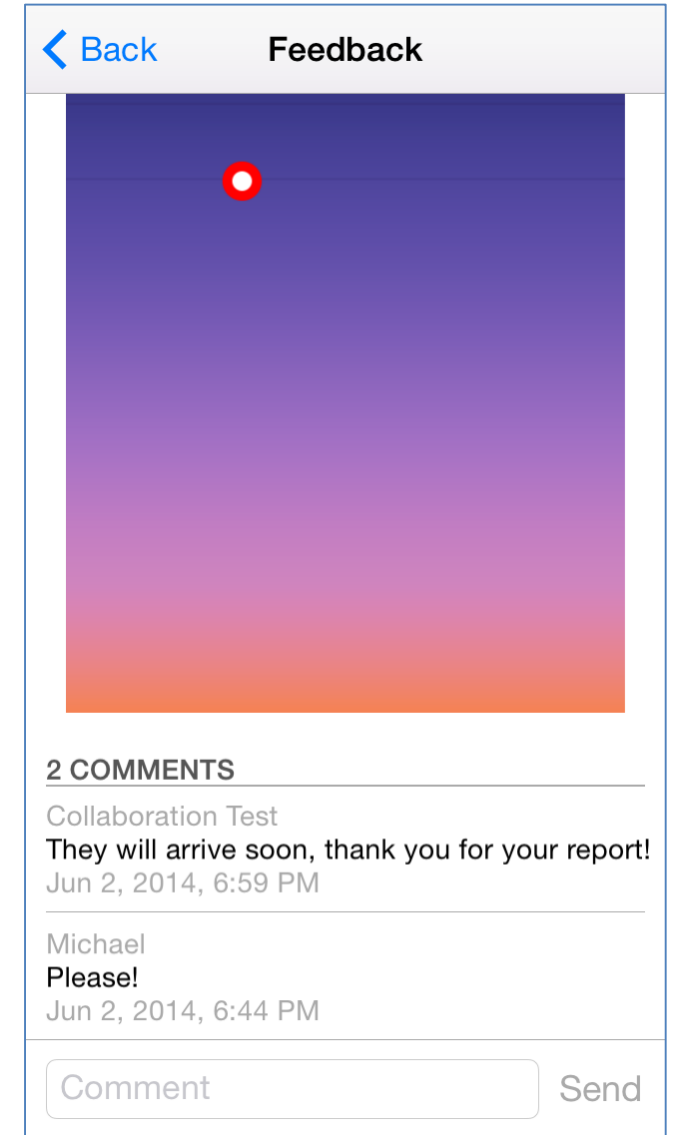 Back
Feedback
2 COMMENTS
Collaboration Test
They will arrive soon, thank you for your report!
Jun 2, 2014, 6:59 PM
Michael
Please!
Jun 2, 2014, 6:44 PM
Comment
Send